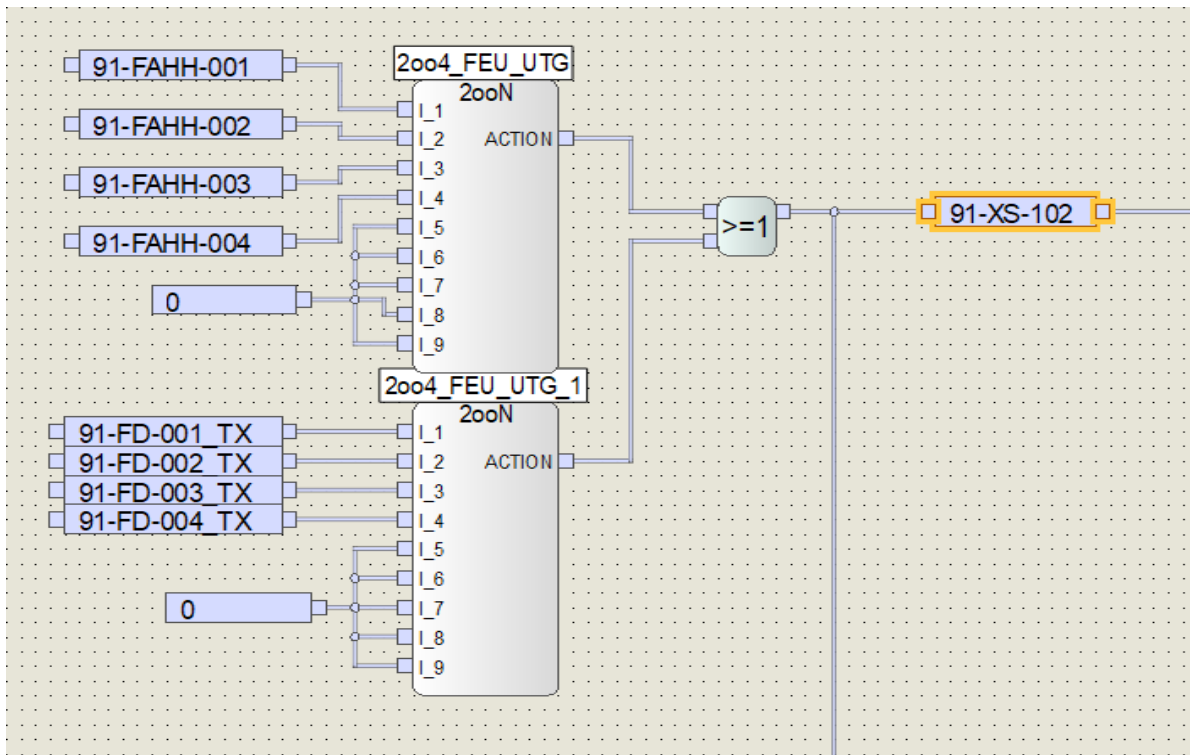 91-FAHH-001
91-FAHH-002
91-FAHH-003
91-FAHH-004
0
2oo4_FEU_UTG
2ooN
I_1
I_2
I_3
I_4
I_5
I_6
I_7
I_8
I_9
ACTION
91-FD-001_TX
91-FD-002_TX
91-FD-003_TX
91-FD-004_TX
0
2oo4_FEU_UTG_1
2ooN
I_1
I_2
I_3
I_4
I_5
I_6
I_7
I_8
I_9
ACTION
>=1
91-XS-102